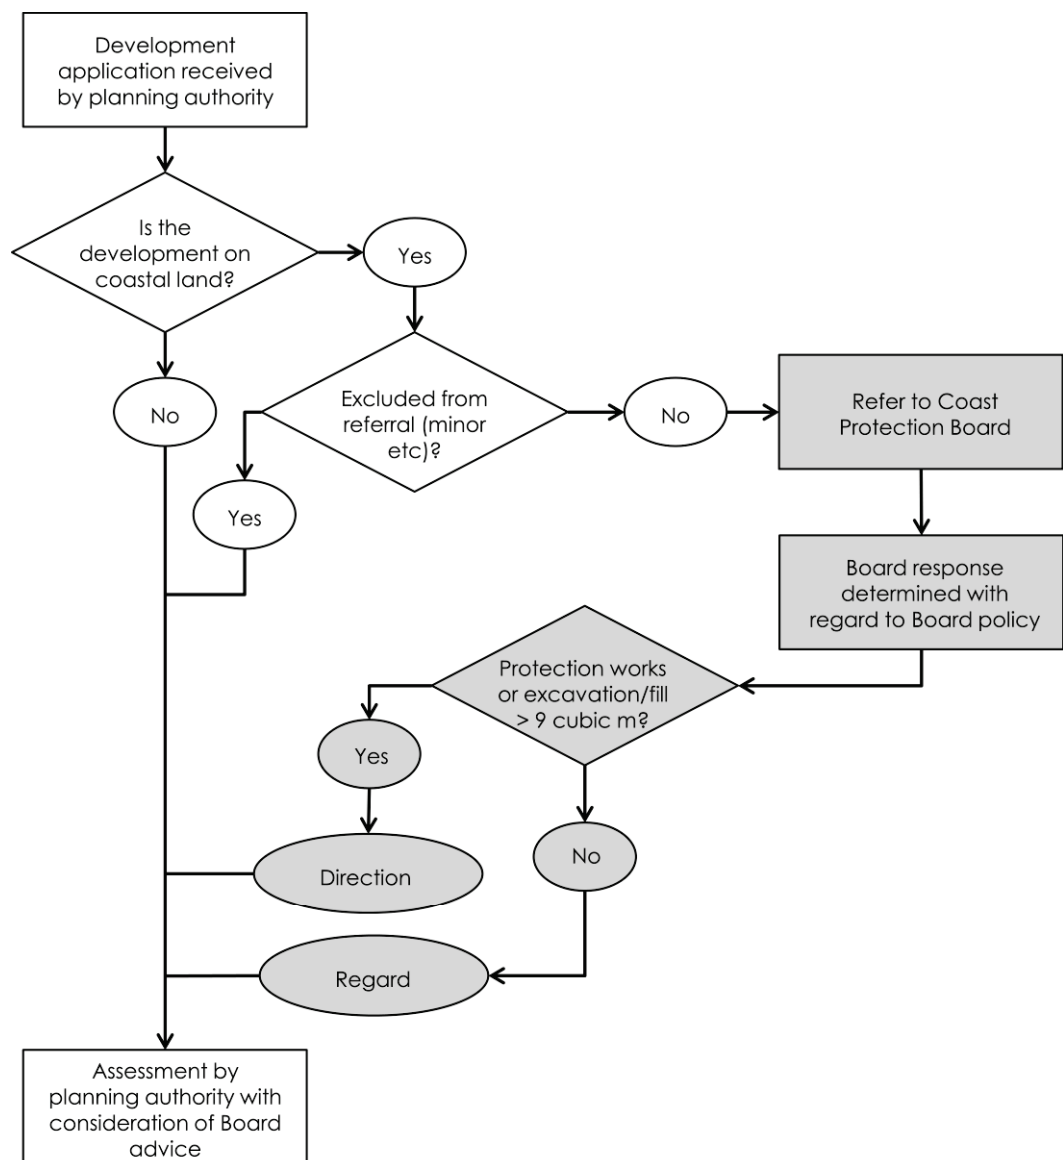 Development
application received
by planning authority
Is the
development on
coastal land?
Yes
No
Excluded from
referral (minor
etc)?
No
Refer to Coast
Protection Board
Yes
Board response
determined with
regard to Board policy
Protection works
or excavation/fill
> 9 cubic m?
Yes
No
Direction
Regard
Assessment by
planning authority with
consideration of Board
advice